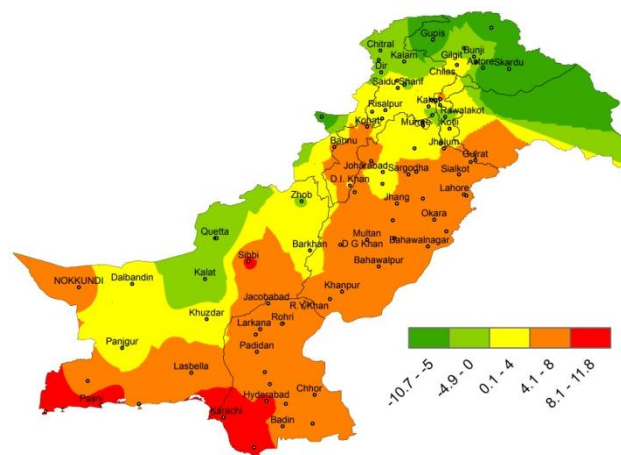 Gupis
Chitral
Kalam
Bunji
Gilgit
Astore
Skardu
Dir
Chilas
Saidu Sharif
Kakul
Risalpur
Rawalakot
Kohat
Kotli
Bannu
Jhalum
Gujrat
Joharabad
Sargodha
Sialkot
D.I. Khan
Zhob
Jhang
Lahore
Okara
Quetta
Multan
Barkhan
D G Khan
Bahawalnagar
Sibbi
Bahawalpur
NOKKUNDI
Dalbandin
Kalat
Khanpur
Jacobabad
R.Y.Khan
Khuzdar
Larkana
Rohri
Panjgur
Padidan
Lasbella
Pasni
Hyderabad
Chhor
Karachi
Badin
-10.7 - -5
-4.9 - 0
0.1 - 4
4.1 - 8
8.1 - 11.8